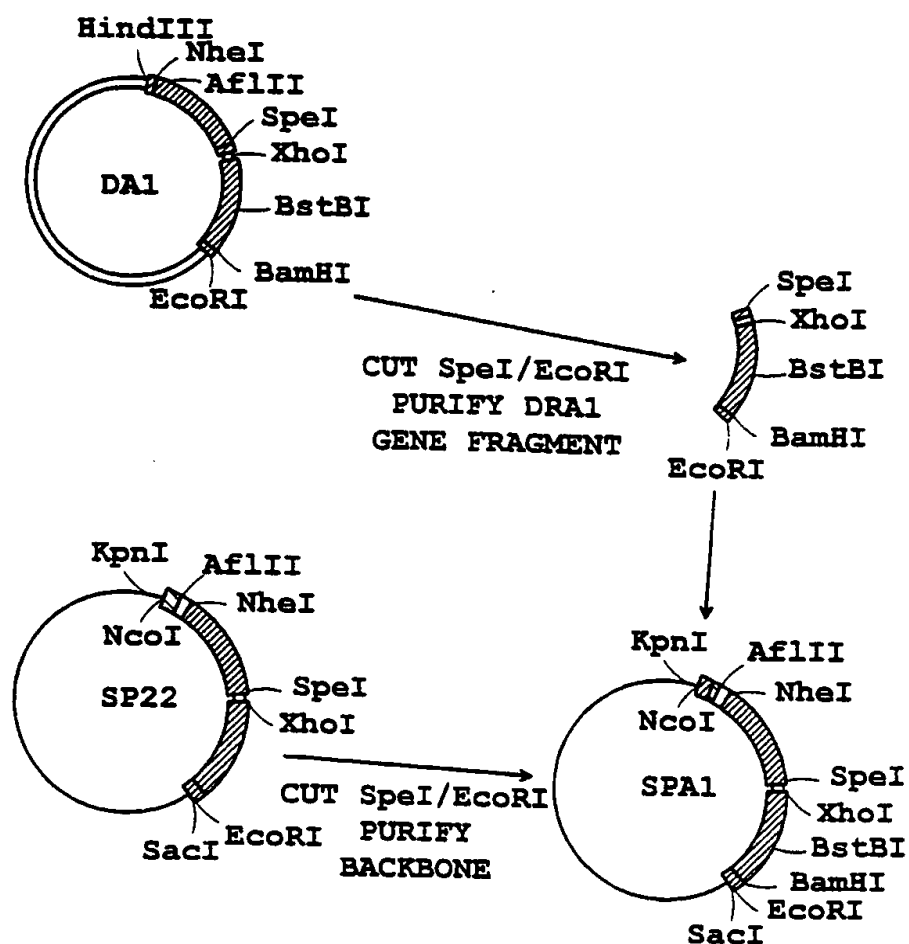 HindIII
NheI
AflII
SpeI
XhoI
DA1
BstBI
BamHI
EcoRI
SpeI
XhoI
BstBI
BamHI
EcoRI
CUT SpeI/EcoRI
PURIFY DRA1
GENE FRAGMENT
KpnI
AflII
NheI
NcoI
SP22
SpeI
XhoI
EcoRI
SacI
CUT SpeI/EcoRI
PURIFY
BACKBONE
KpnI
AflII
NheI
NcoI
SPA1
SpeI
XhoI
BstBI
BamHI
EcoRI
SacI